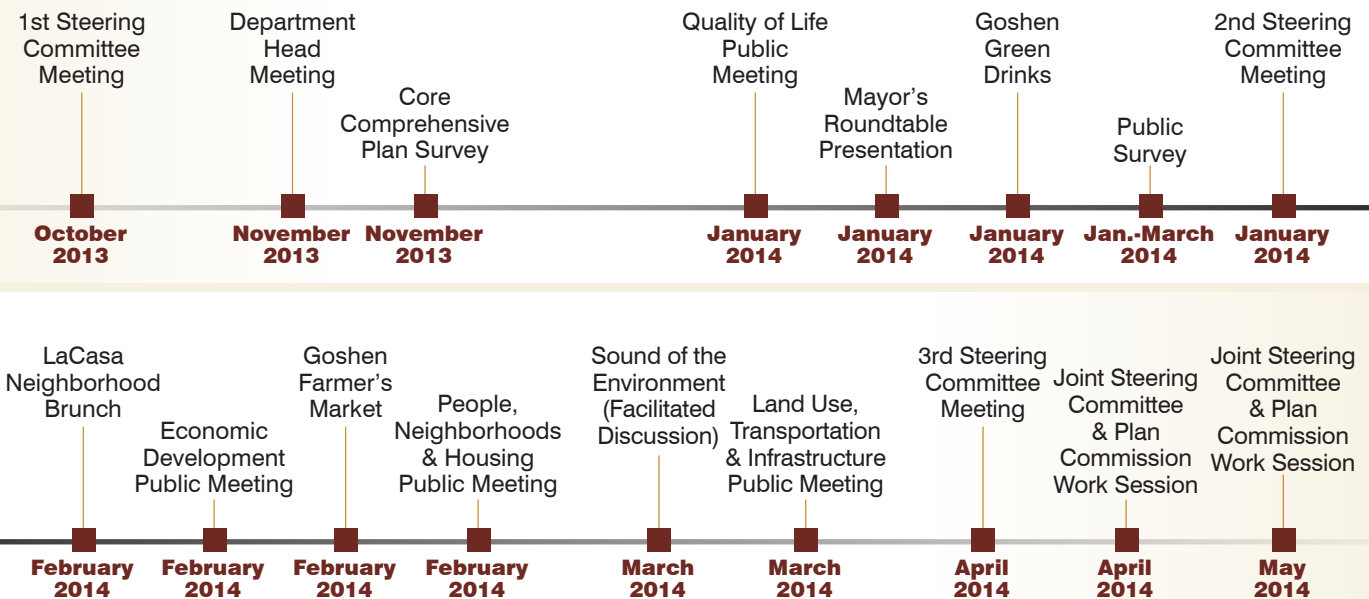 1st Steering
Committee
Meeting
October
2013
Department
Head
Meeting
November
2013
Core
Comprehensive
Plan Survey
November
2013
Quality of Life
Public
Meeting
January
2014
Mayor’s
Roundtable
Presentation
January
2014
Goshen
Green
Drinks
January
2014
Public
Survey
Jan.-March
2014
2nd Steering
Committee
Meeting
January
2014
LaCasa
Neighborhood
Brunch
February
2014
Economic
Development
Public Meeting
February
2014
Goshen
Farmer’s
Market
February
2014
People,
Neighborhoods
& Housing
Public Meeting
February
2014
Sound of the
Environment
(Facilitated
Discussion)
March
2014
Land Use,
Transportation
& Infrastructure
Public Meeting
March
2014
3rd Steering
Committee
Meeting
April
2014
Joint Steering
Committee
& Plan
Commission
Work Session
April
2014
Joint Steering
Committee
& Plan
Commission
Work Session
May
2014